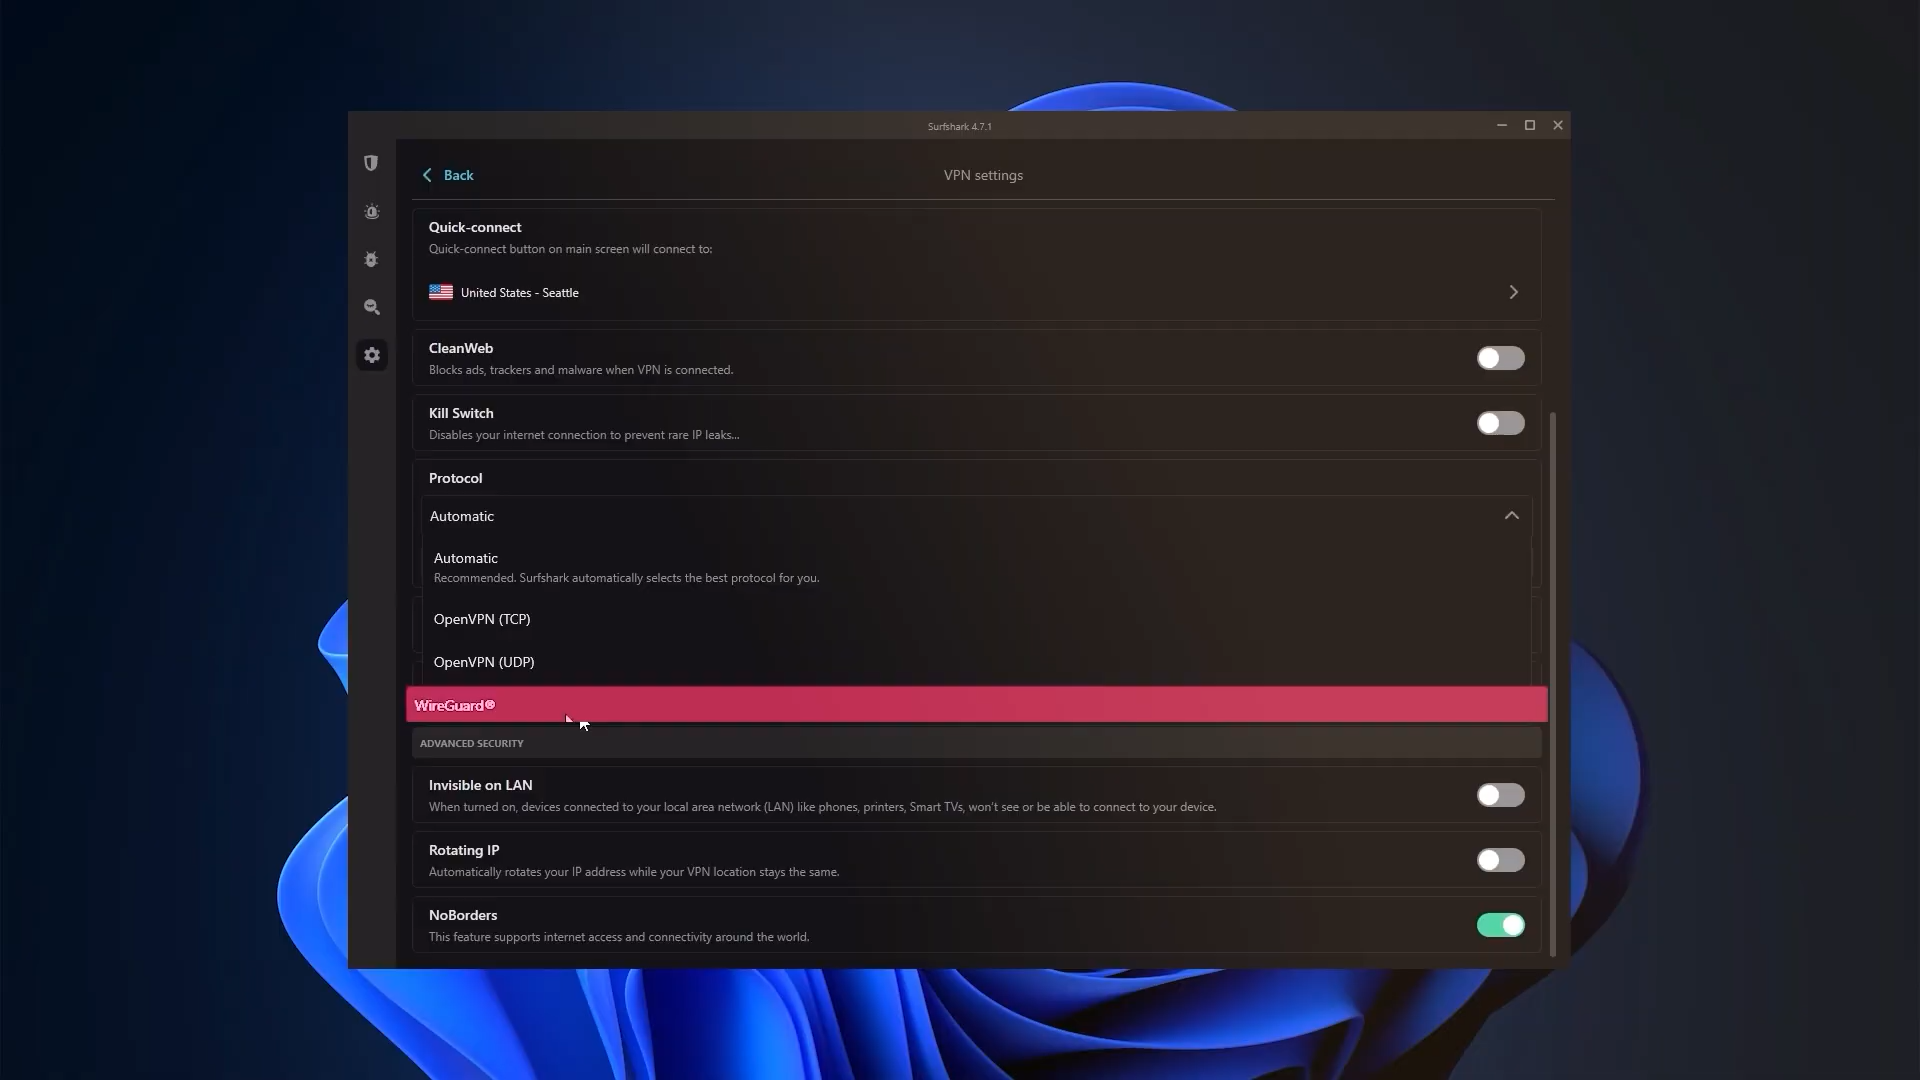 Surfshark 4.7.1
Back
VPN settings
Quick-connect
Quick-connect button on main screen will connect to:
United States - Seattle
CleanWeb
Blocks ads, trackers and malware when VPN is connected.
Kill Switch
Disables your internet connection to prevent rare IP leaks...
Protocol
Automatic
Automatic
Recommended. Surfshark automatically selects the best protocol for you.
OpenVPN (TCP)
OpenVPN (UDP)
WireGuard®
ADVANCED SECURITY
Invisible on LAN
When turned on, devices connected to your local area network (LAN) like phones, printers, Smart TVs, won't see or be able to connect to your device.
Rotating IP
Automatically rotates your IP address while your VPN location stays the same.
NoBorders
This feature supports internet access and connectivity around the world.